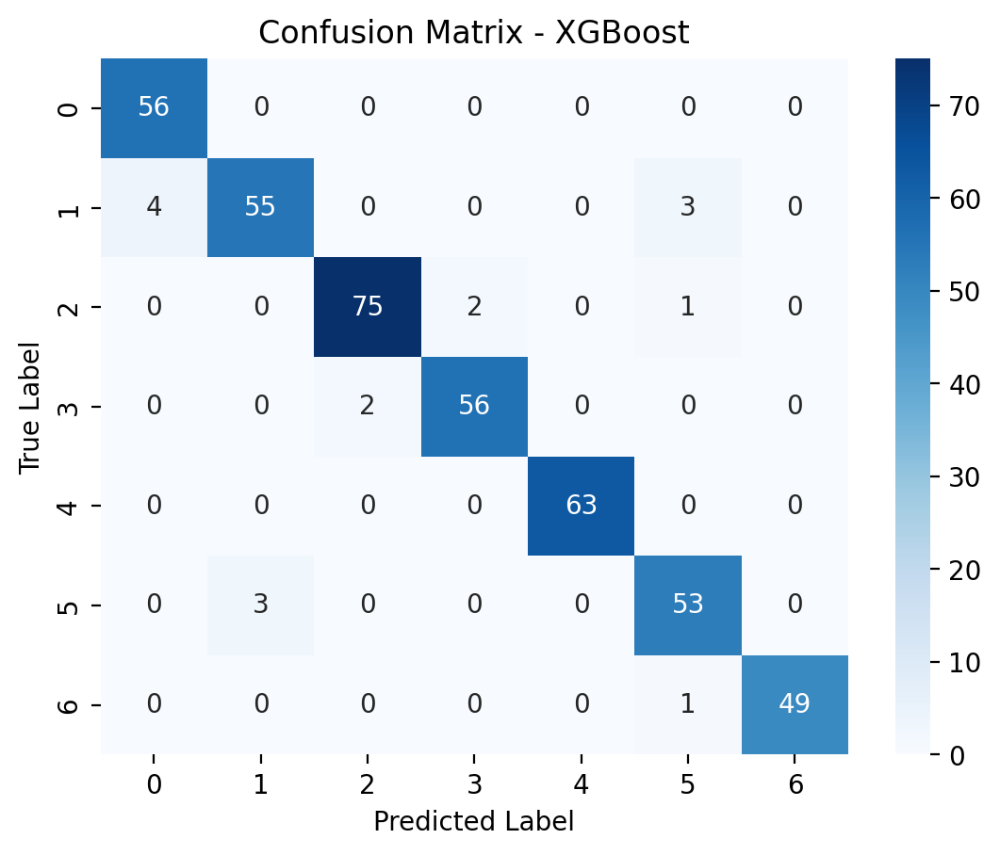 Confusion Matrix - XGBoost
True Label
0 56 0 0 0 0 0 0
1 4 55 0 0 0 3 0
2 0 0 75 2 0 1 0
3 0 0 2 56 0 0 0
4 0 0 0 0 63 0 0
5 0 3 0 0 0 53 0
6 0 0 0 0 0 1 49
0 1 2 3 4 5 6
Predicted Label
70
60
50
40
30
20
10
0